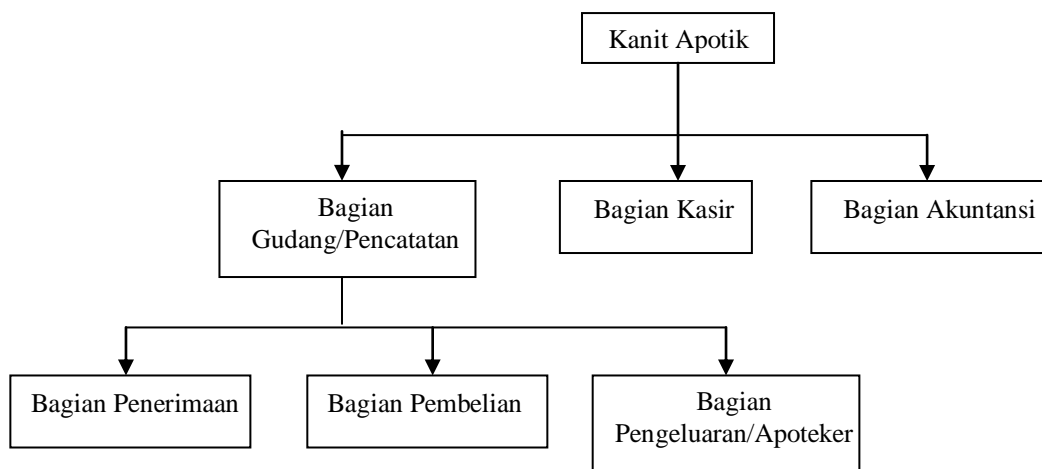 Kanit Apotik
Bagian
Gudang/Pencatatan
Bagian Kasir
Bagian Akuntansi
Bagian Penerimaan
Bagian Pembelian
Bagian
Pengeluaran/Apoteker